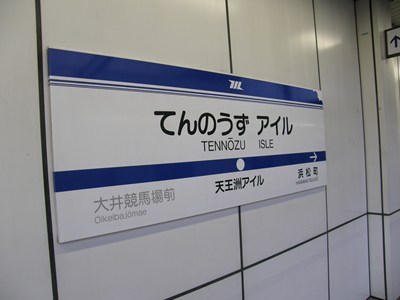 てんのうず アイル
TENNŌZU ISLE
天王洲アイル
大井競馬場前
Ōikeibajōmae
浜松町